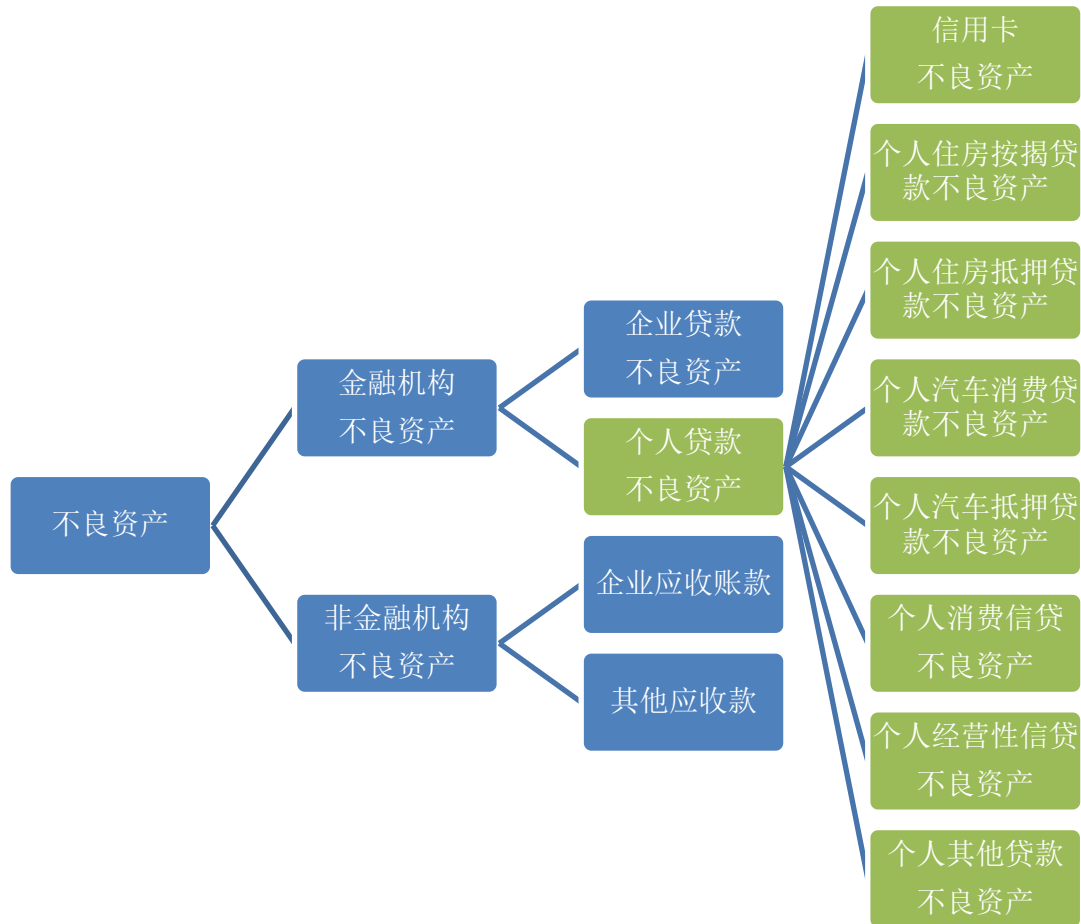 不良资产
金融机构
不良资产
非金融机构
不良资产
企业贷款
不良资产
个人贷款
不良资产
企业应收账款
其他应收款
信用卡
不良资产
个人住房按揭贷
款不良资产
个人住房抵押贷
款不良资产
个人汽车消费贷
款不良资产
个人汽车抵押贷
款不良资产
个人消费信贷
不良资产
个人经营性信贷
不良资产
个人其他贷款
不良资产